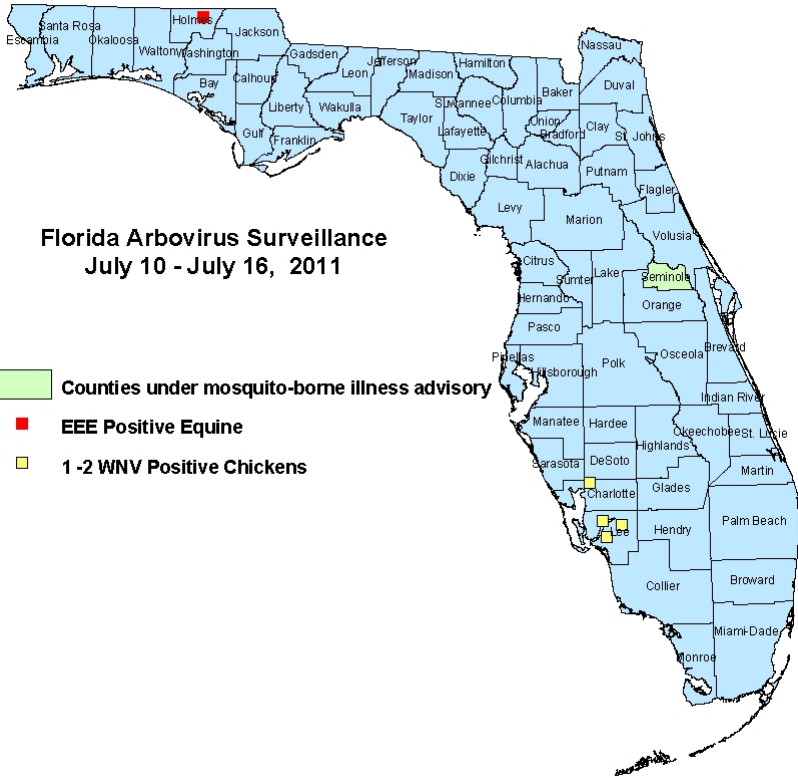 Holmes
Jackson
Santa Rosa
Escambia
Okaloosa
Walton
Washington
Gadsden
Nassau
Jefferson
Hamilton
Leon
Madison
Bay
Calhoun
Baker
Duval
Suwannee
Columbia
Liberty
Wakulla
Taylor
Union
Bradford
Clay
St. Johns
Gulf
Franklin
Lafayette
Gilchrist
Alachua
Putnam
Dixie
Flagler
Levy
Marion
Volusia
Florida Arbovirus Surveillance
July 10 - July 16, 2011
Citrus
Sumter
Lake
Seminole
Hernando
Orange
Pasco
Pinellas
Hillsborough
Polk
Osceola
Brevard
Counties under mosquito-borne illness advisory
Indian River
EEE Positive Equine
Manatee
Hardee
Okeechobee
St. Lucie
Highlands
1 -2 WNV Positive Chickens
Sarasota
DeSoto
Martin
Charlotte
Glades
Palm Beach
Lee
Hendry
Collier
Broward
Miami-Dade
Monroe